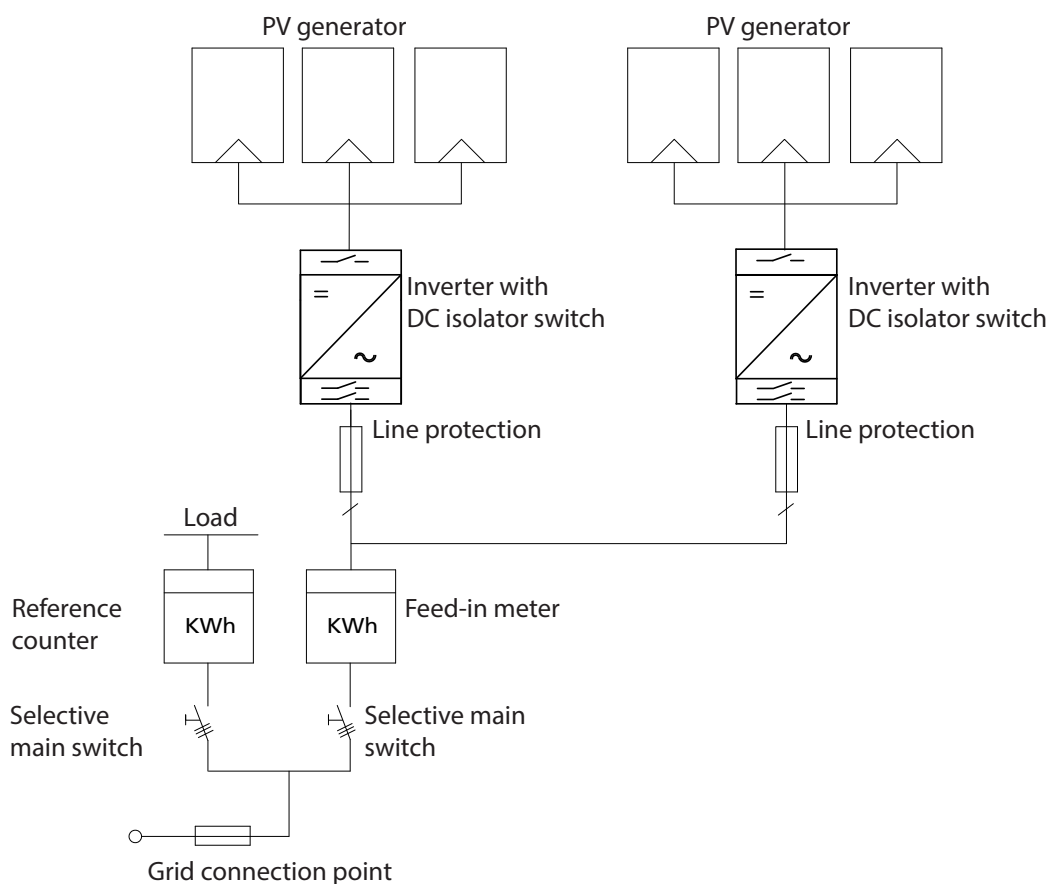 PV generator
PV generator
Inverter with
DC isolator switch
Inverter with
DC isolator switch
Line protection
Line protection
Load
Reference
counter
KWh
KWh
Feed-in meter
Selective
main switch
Selective main
switch
Grid connection point